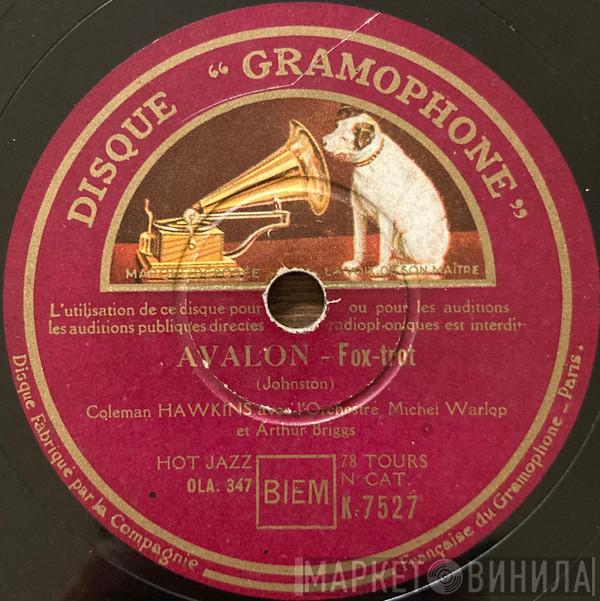 DISQUE “GRAMOPHONE”
MARQUE DÉPOSÉE LA VOIX DE SON MAÎTRE
L'utilisation de ce disque pour ou pour les auditions
les auditions publiques directes radiophoniques est interdit
AVALON - Fox-trot
(Johnston)
Coleman HAWKINS avec l'Orchestre Michel Warlop
et Arthur Briggs
HOT JAZZ
OLA. 347
BIEM
78 TOURS
N CAT.
K-7527
Disque Fabriqué par la Compagnie Française du Gramophone - Paris.
МАРКЕТ ВИНИЛА